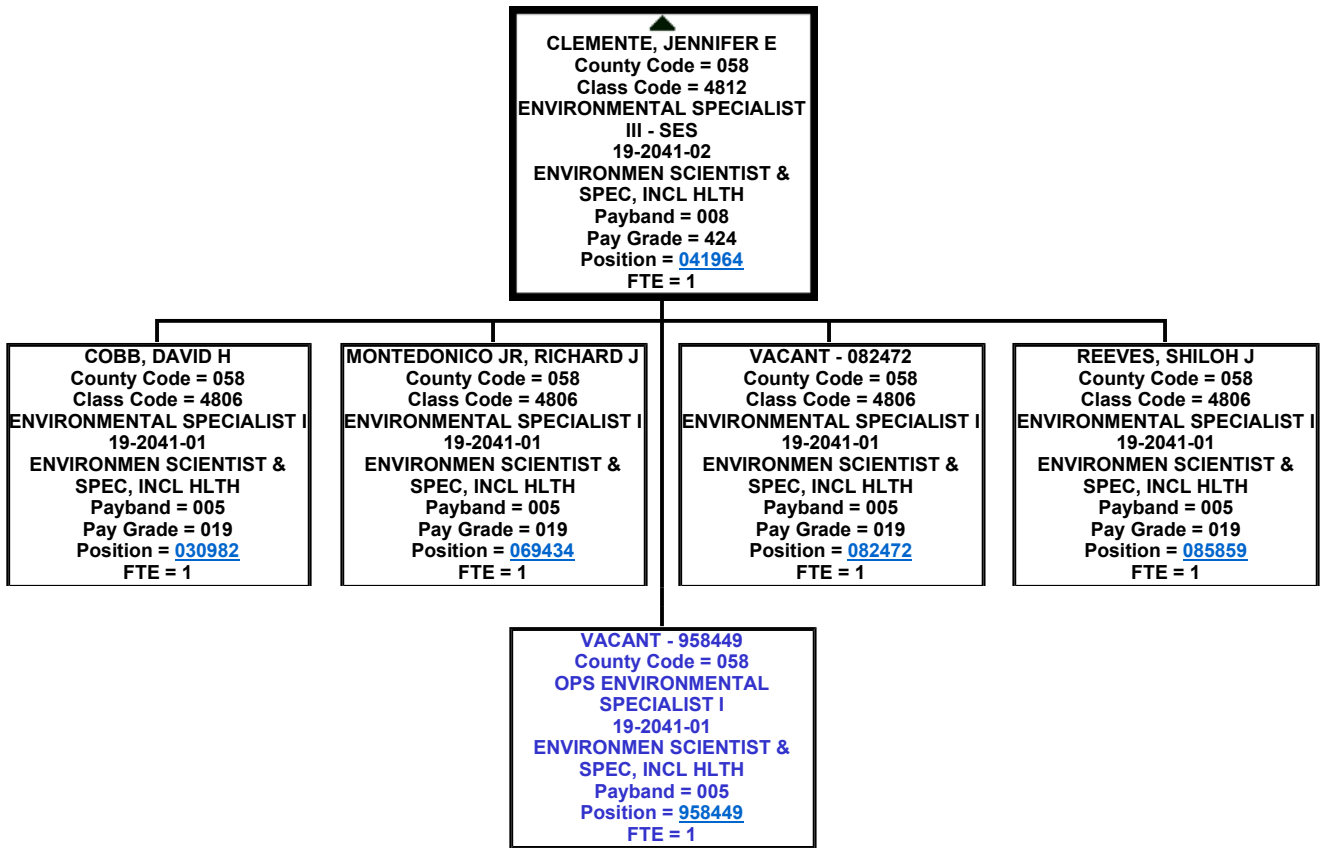 CLEMENTE, JENNIFER E
County Code = 058
Class Code = 4812
ENVIRONMENTAL SPECIALIST
III - SES
19-2041-02
ENVIRONMEN SCIENTIST &
SPEC, INCL HLTH
Payband = 008
Pay Grade = 424
Position = 041964
FTE = 1
COBB, DAVID H
County Code = 058
Class Code = 4806
ENVIRONMENTAL SPECIALIST I
19-2041-01
ENVIRONMEN SCIENTIST &
SPEC, INCL HLTH
Payband = 005
Pay Grade = 019
Position = 030982
FTE = 1
MONTEDONICO JR, RICHARD J
County Code = 058
Class Code = 4806
ENVIRONMENTAL SPECIALIST I
19-2041-01
ENVIRONMEN SCIENTIST &
SPEC, INCL HLTH
Payband = 005
Pay Grade = 019
Position = 069434
FTE = 1
VACANT - 082472
County Code = 058
Class Code = 4806
ENVIRONMENTAL SPECIALIST I
19-2041-01
ENVIRONMEN SCIENTIST &
SPEC, INCL HLTH
Payband = 005
Pay Grade = 019
Position = 082472
FTE = 1
REEVES, SHILOH J
County Code = 058
Class Code = 4806
ENVIRONMENTAL SPECIALIST I
19-2041-01
ENVIRONMEN SCIENTIST &
SPEC, INCL HLTH
Payband = 005
Pay Grade = 019
Position = 085859
FTE = 1
VACANT - 958449
County Code = 058
OPS ENVIRONMENTAL
SPECIALIST I
19-2041-01
ENVIRONMEN SCIENTIST &
SPEC, INCL HLTH
Payband = 005
Position = 958449
FTE = 1